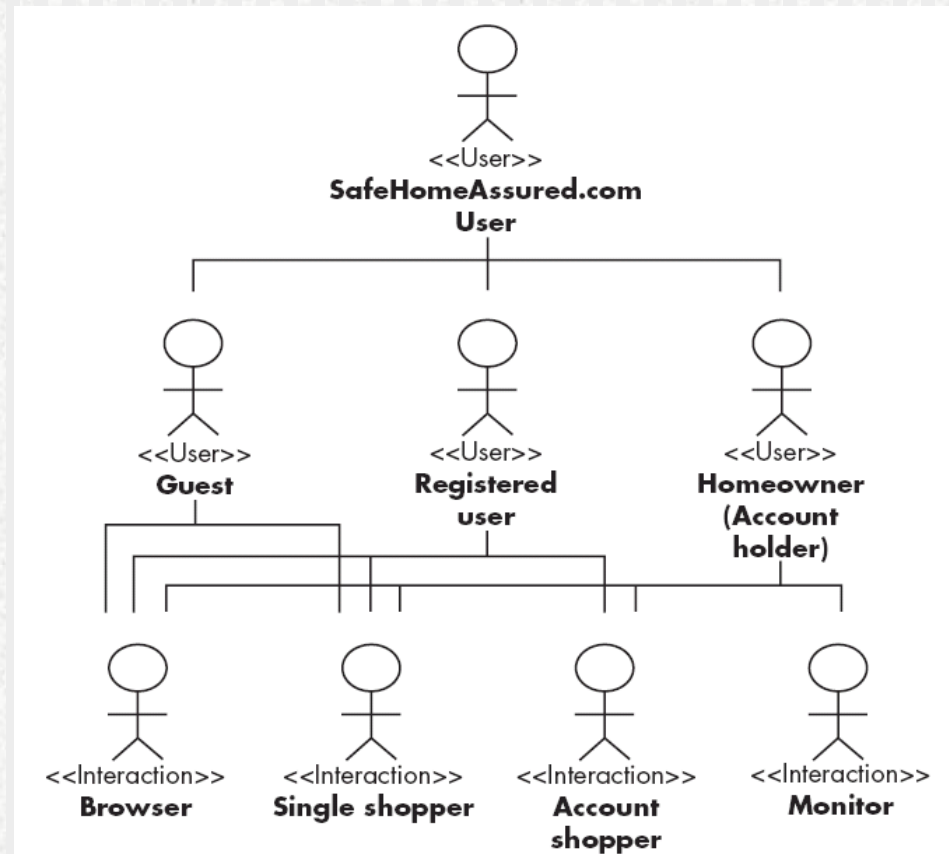 <<User>>
SafeHomeAssured.com
User
<<User>>
Guest
<<User>>
Registered
user
<<User>>
Homeowner
(Account
holder)
<<Interaction>>
Browser
<<Interaction>>
Single shopper
<<Interaction>>
Account
shopper
<<Interaction>>
Monitor